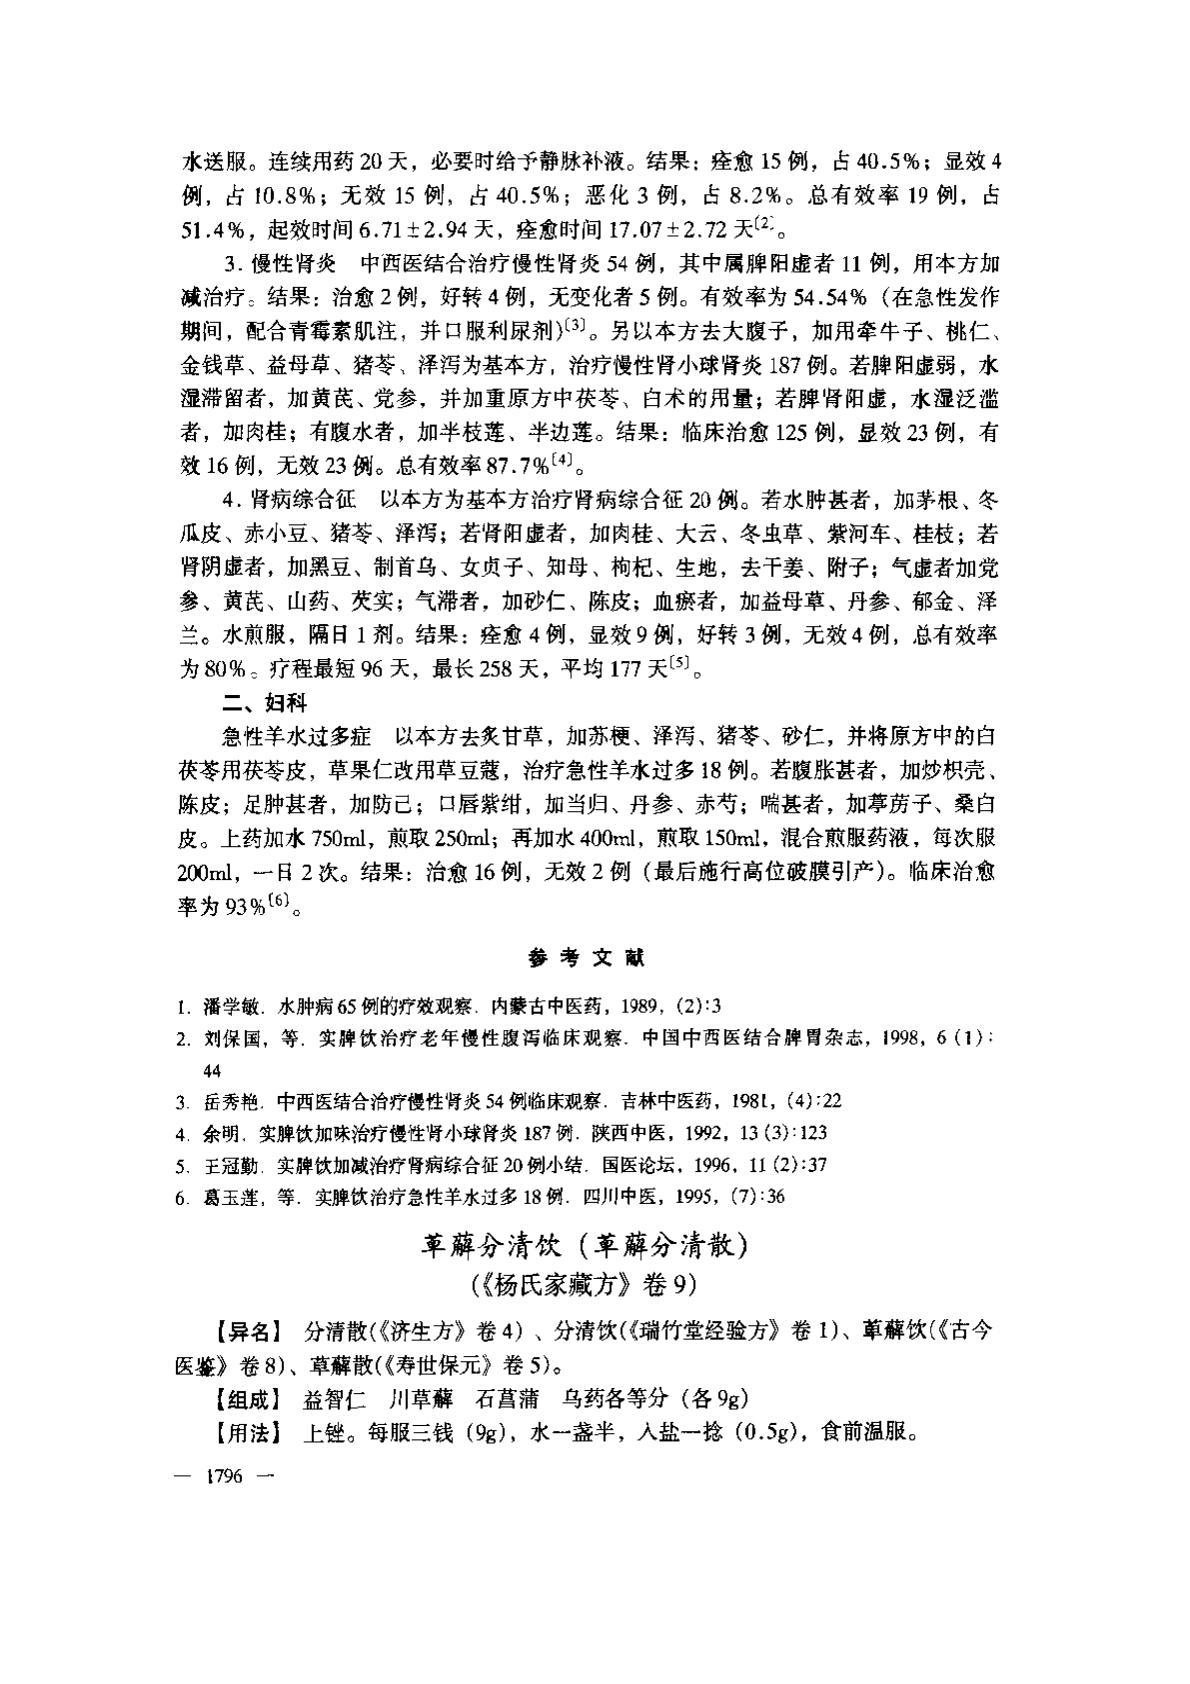 水送服。连续用药 20 天，必要时给予静脉补液。结果：痊愈 15 例，占 40.5%；显效 4
例，占 10.8%；无效 15 例，占 40.5%；恶化 3 例，占 8.2%。总有效率 19 例，占
51.4%，起效时间 6.71±2.94 天，痊愈时间 17.07±2.72 天〔2〕。
3. 慢性肾炎　中西医结合治疗慢性肾炎 54 例，其中属脾阳虚者 11 例，用本方加
减治疗。结果：治愈 2 例，好转 4 例，无变化者 5 例。有效率为 54.54%（在急性发作
期间，配合青霉素肌注，并口服利尿剂）〔3〕。另以本方去大腹子，加用牵牛子、桃仁、
金钱草、益母草、猪苓、泽泻为基本方，治疗慢性肾小球肾炎 187 例。若脾阳虚弱，水
湿滞留者，加黄芪、党参，并加重原方中茯苓、白术的用量；若脾肾阳虚，水湿泛滥
者，加肉桂；有腹水者，加半枝莲、半边莲。结果：临床治愈 125 例，显效 23 例，有
效 16 例，无效 23 例。总有效率 87.7%〔4〕。
4. 肾病综合征　以本方为基本方治疗肾病综合征 20 例。若水肿甚者，加茅根、冬
瓜皮、赤小豆、猪苓、泽泻；若肾阳虚者，加肉桂、大云、冬虫草、紫河车、桂枝；若
肾阴虚者，加黑豆、制首乌、女贞子、知母、枸杞、生地，去干姜、附子；气虚者加党
参、黄芪、山药、芡实；气滞者，加砂仁、陈皮；血瘀者，加益母草、丹参、郁金、泽
兰。水煎服，隔日 1 剂。结果：痊愈 4 例，显效 9 例，好转 3 例，无效 4 例，总有效率
为 80%。疗程最短 96 天，最长 258 天，平均 177 天〔5〕。
二、妇科
急性羊水过多症　以本方去炙甘草，加苏梗、泽泻、猪苓、砂仁，并将原方中的白
茯苓用茯苓皮，草果仁改用草豆蔻，治疗急性羊水过多 18 例。若腹胀甚者，加炒枳壳、
陈皮；足肿甚者，加防己；口唇紫绀，加当归、丹参、赤芍；喘甚者，加葶苈子、桑白
皮。上药加水 750ml，煎取 250ml；再加水 400ml，煎取 150ml，混合煎服药液，每次服
200ml，一日 2 次。结果：治愈 16 例，无效 2 例（最后施行高位破膜引产）。临床治愈
率为 93%〔6〕。
参 考 文 献
1. 潘学敏. 水肿病 65 例的疗效观察. 内蒙古中医药，1989，(2):3
2. 刘保国，等. 实脾饮治疗老年慢性腹泻临床观察. 中国中西医结合脾胃杂志，1998，6 (1):
44
3. 岳秀艳. 中西医结合治疗慢性肾炎 54 例临床观察. 吉林中医药，1981，(4):22
4. 余明. 实脾饮加味治疗慢性肾小球肾炎 187 例. 陕西中医，1992，13 (3):123
5. 王冠勤. 实脾饮加减治疗肾病综合征 20 例小结. 国医论坛，1996，11 (2):37
6. 葛玉莲，等. 实脾饮治疗急性羊水过多 18 例. 四川中医，1995，(7):36
萆薢分清饮（萆薢分清散）
（《杨氏家藏方》卷 9）
【异名】　分清散(《济生方》卷 4）、分清饮(《瑞竹堂经验方》卷 1)、萆薢饮(《古今
医鉴》卷 8)、萆薢散(《寿世保元》卷 5)。
【组成】　益智仁　川萆薢　石菖蒲　乌药各等分（各 9g）
【用法】　上锉。每服三钱（9g），水一盏半，入盐一捻（0.5g），食前温服。
— 1796 —